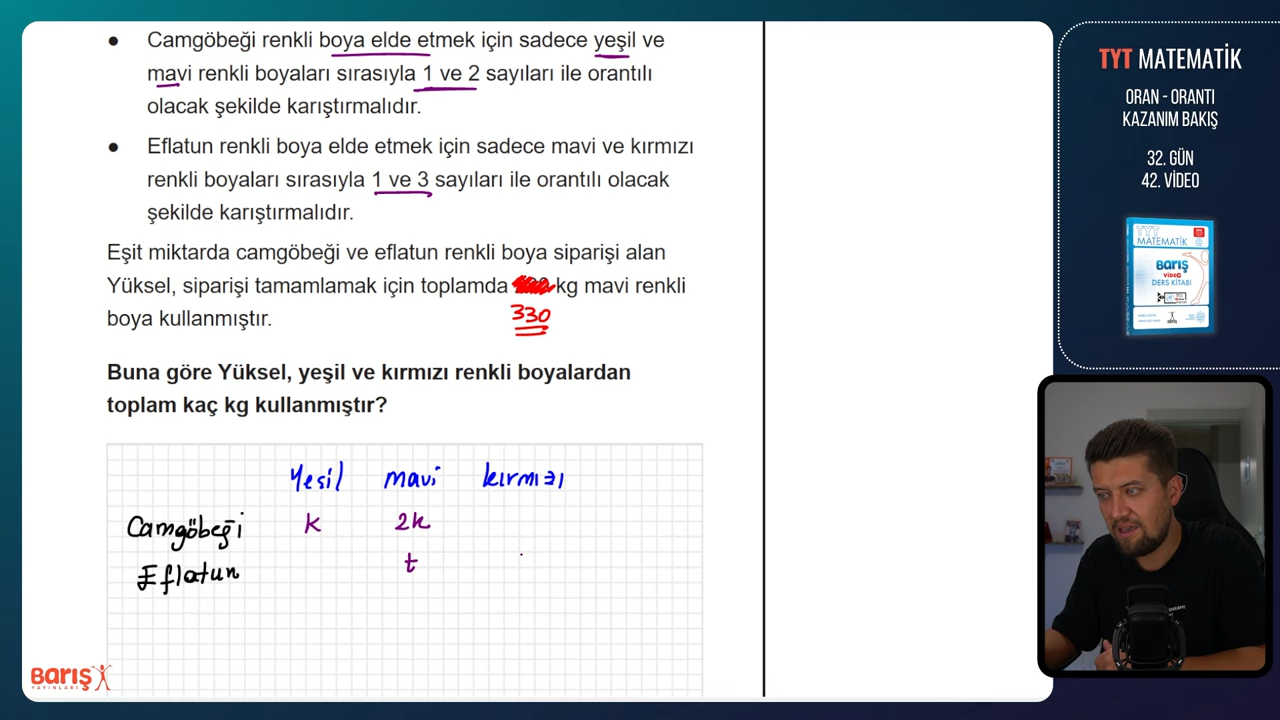 ● Camgöbeği renkli boya elde etmek için sadece yeşil ve
mavi renkli boyaları sırasıyla 1 ve 2 sayıları ile orantılı
olacak şekilde karıştırmalıdır.
● Eflatun renkli boya elde etmek için sadece mavi ve kırmızı
renkli boyaları sırasıyla 1 ve 3 sayıları ile orantılı olacak
şekilde karıştırmalıdır.
Eşit miktarda camgöbeği ve eflatun renkli boya siparişi alan
Yüksel, siparişi tamamlamak için toplamda kg mavi renkli
330
boya kullanmıştır.
Buna göre Yüksel, yeşil ve kırmızı renkli boyalardan
toplam kaç kg kullanmıştır?
Yesil mavi kırmızı
Camgöbeği k 2k
Eflatun t
BARIŞ
YAYINLARI
TYT MATEMATİK
ORAN - ORANTI
KAZANIM BAKIŞ
32. GÜN
42. VİDEO
TYT
MATEMATİK
BARIŞ
VİDEO
DERS KİTABI